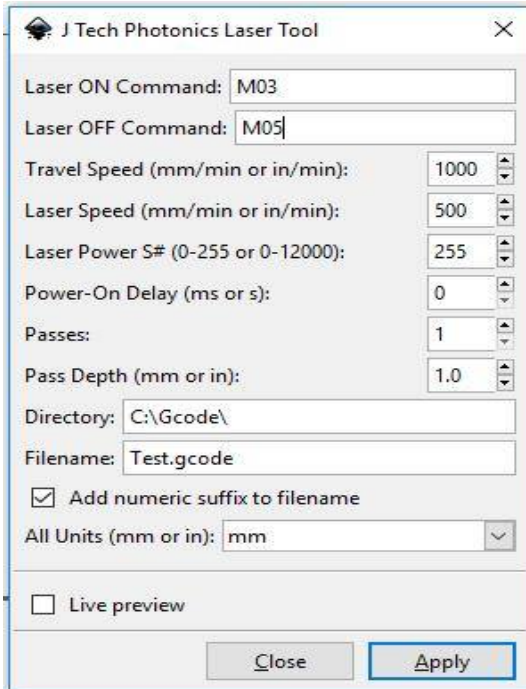 J Tech Photonics Laser Tool
Laser ON Command: M03
Laser OFF Command: M05
Travel Speed (mm/min or in/min): 1000
Laser Speed (mm/min or in/min): 500
Laser Power S# (0-255 or 0-12000): 255
Power-On Delay (ms or s): 0
Passes: 1
Pass Depth (mm or in): 1.0
Directory: C:\Gcode\
Filename: Test.gcode
Add numeric suffix to filename
All Units (mm or in): mm
Live preview
Close Apply